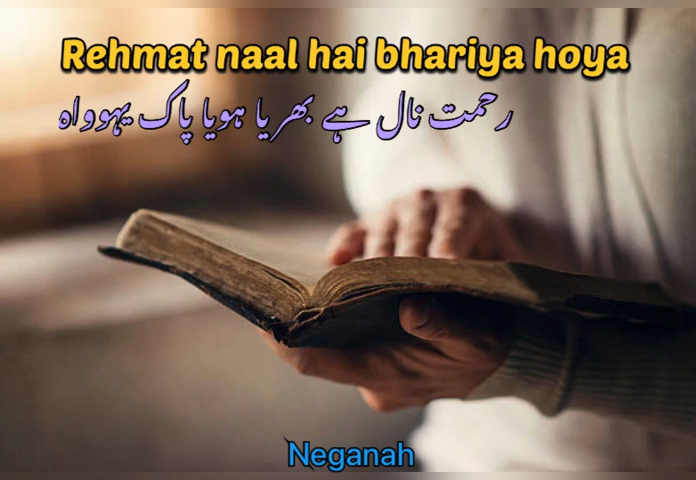 Rehmat naal hai bhariya hoya
رحمت نال ہے بھریا ہویا پاک یہوواہ
Neganah